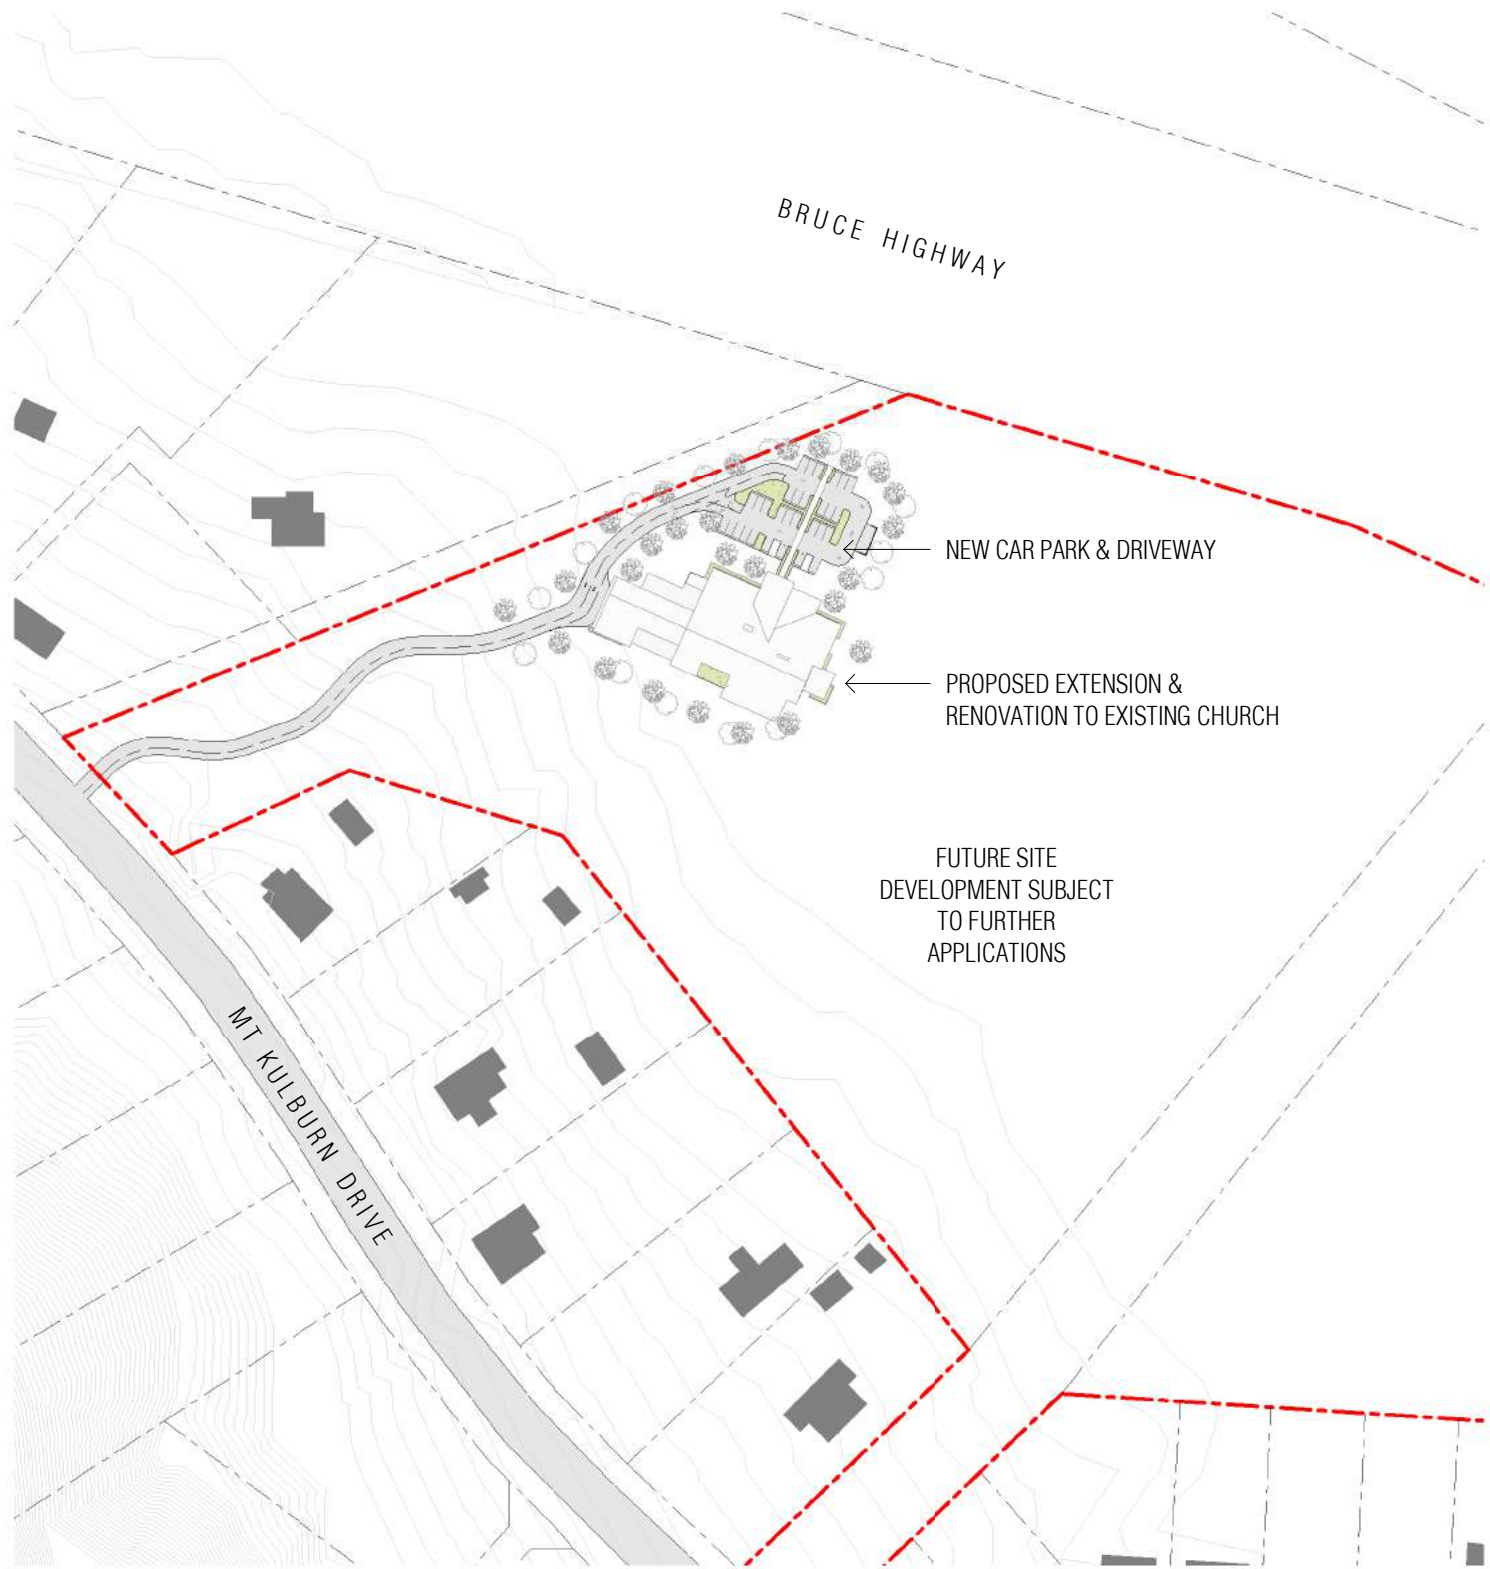 BRUCE HIGHWAY
NEW CAR PARK & DRIVEWAY
PROPOSED EXTENSION &
RENOVATION TO EXISTING CHURCH
FUTURE SITE
DEVELOPMENT SUBJECT
TO FURTHER
APPLICATIONS
MT KULBURN DRIVE